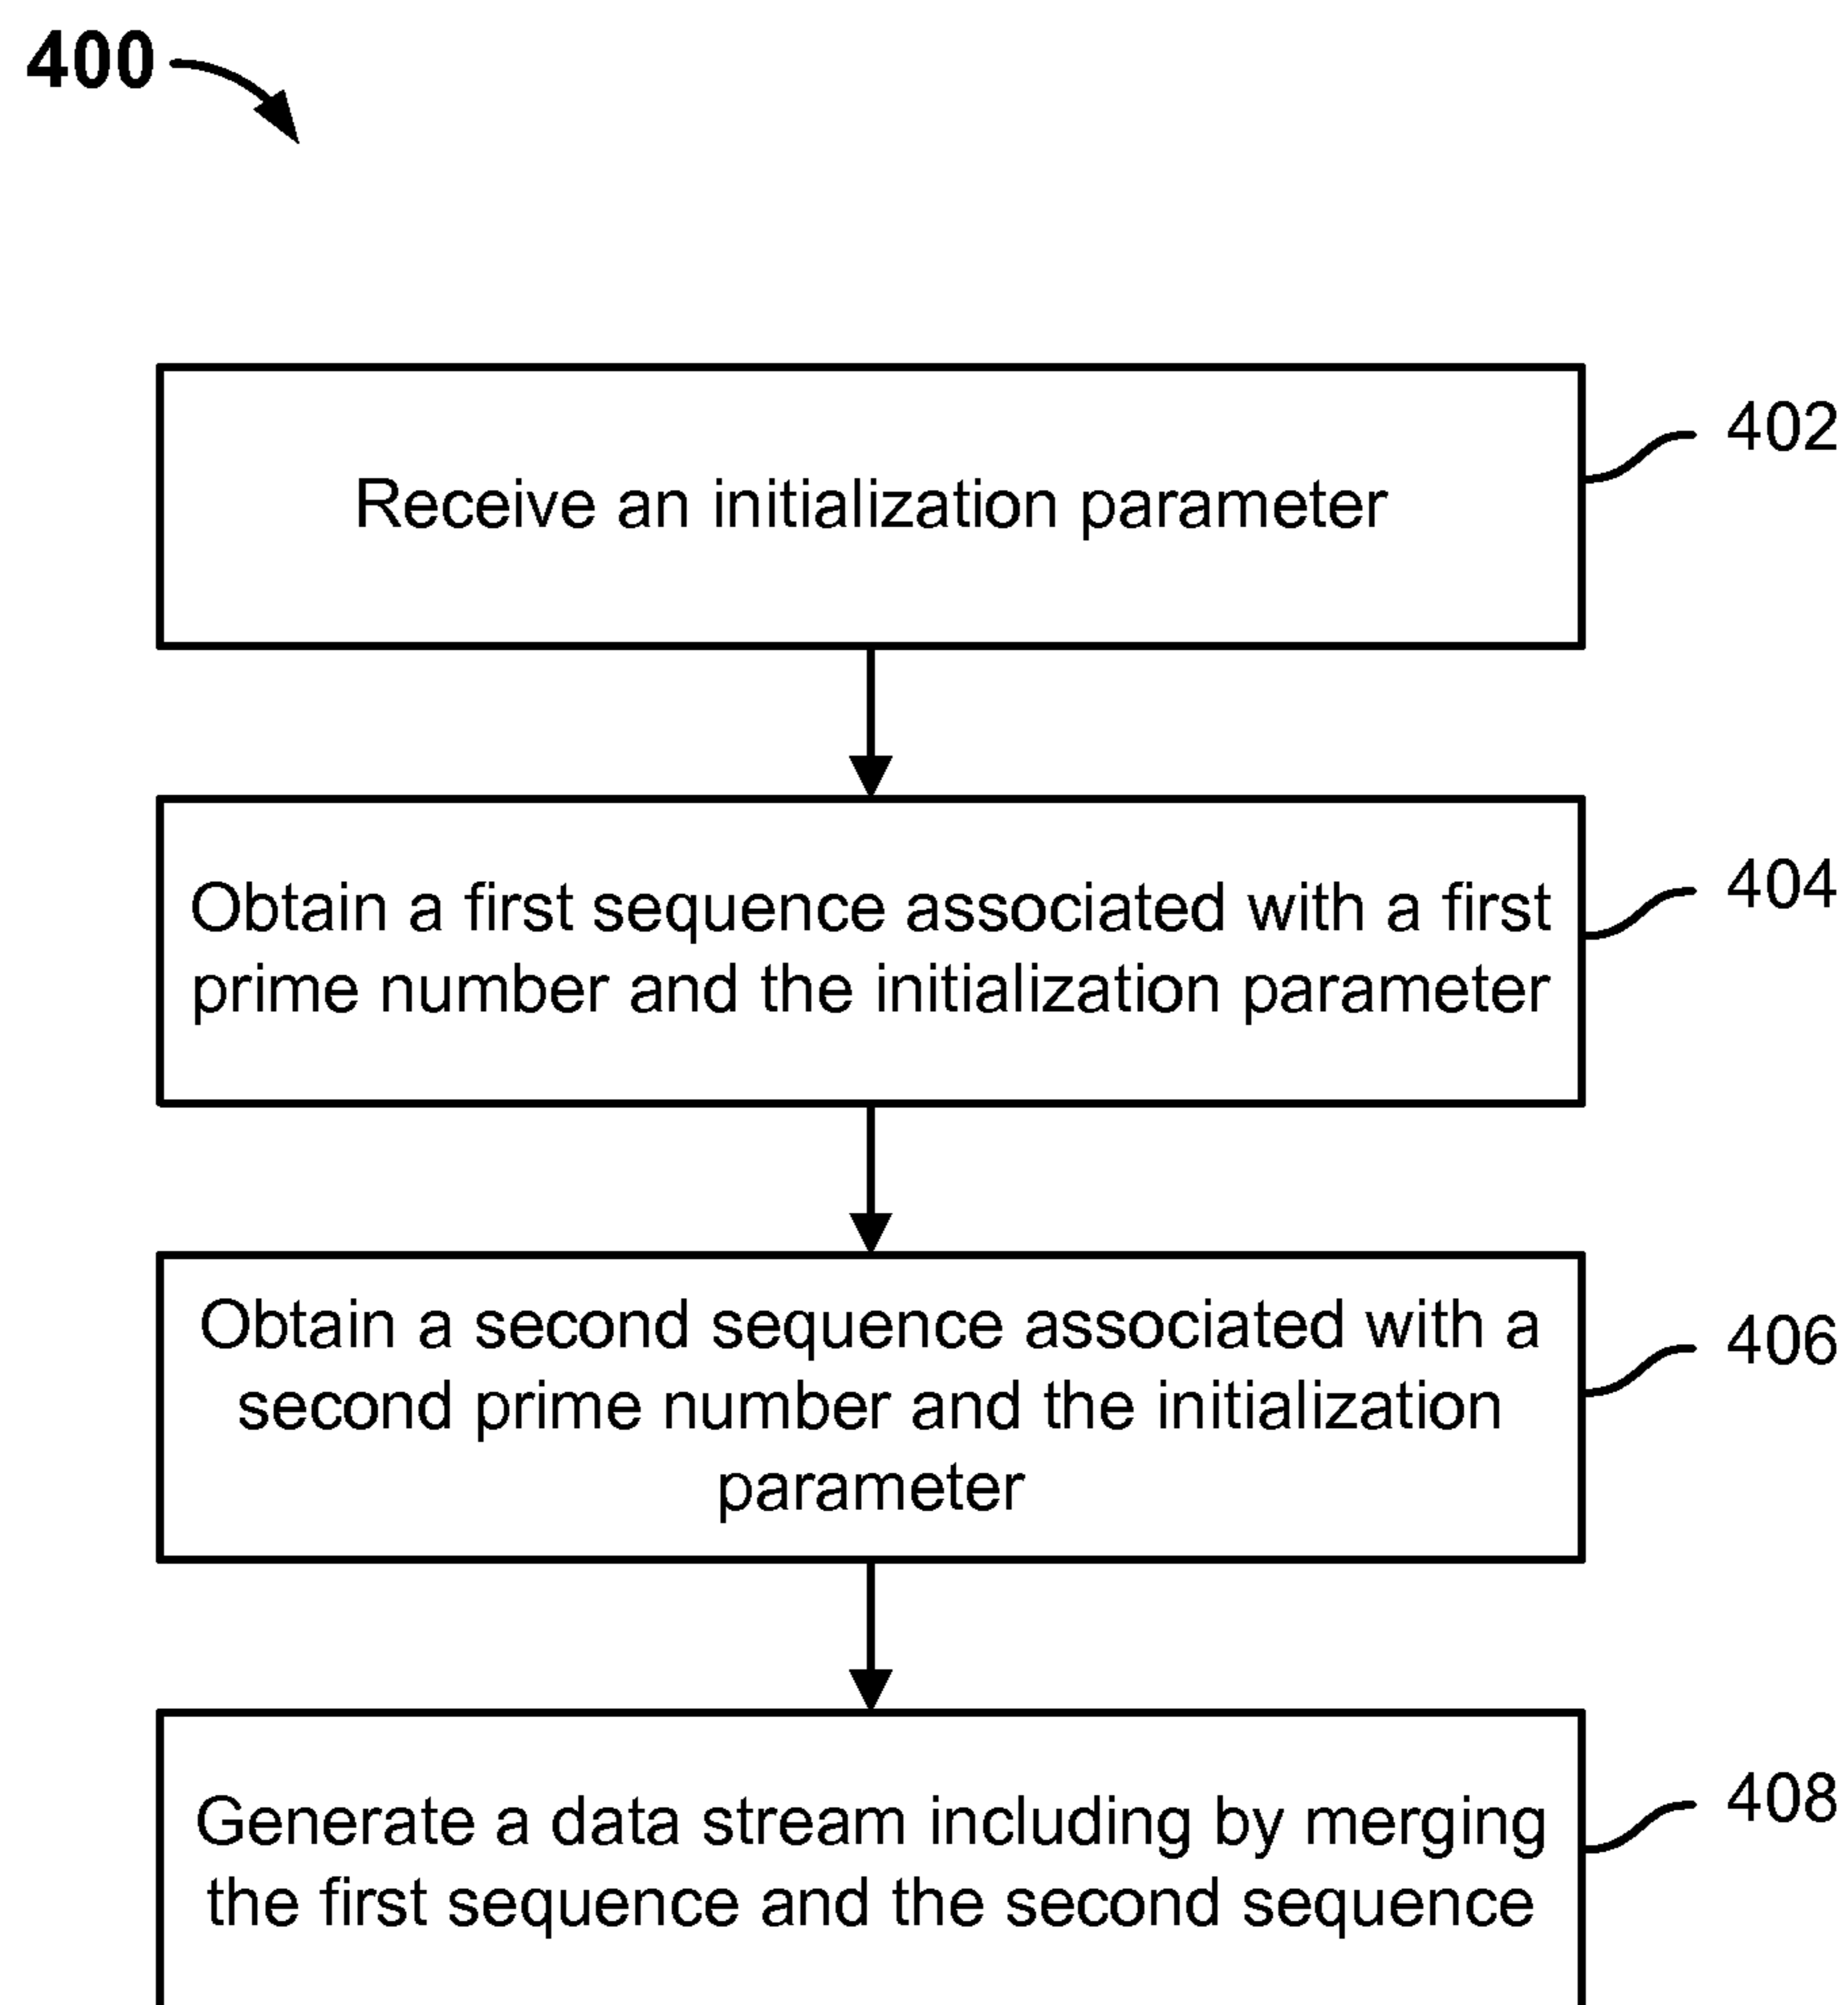 400
Receive an initialization parameter
402
Obtain a first sequence associated with a first
prime number and the initialization parameter
404
Obtain a second sequence associated with a
second prime number and the initialization
parameter
406
Generate a data stream including by merging
the first sequence and the second sequence
408